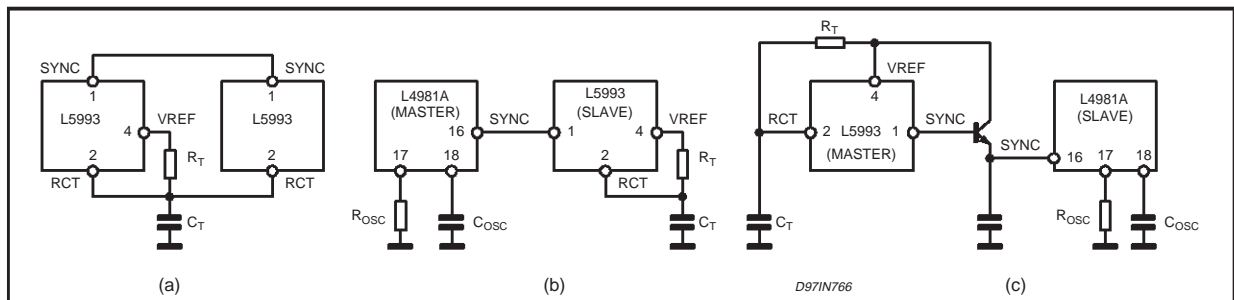 SYNC
SYNC
1
1
L5993
4
VREF
L5993
2
RT
2
RCT
RCT
CT
(a)
L4981A
(MASTER)
16
SYNC
L5993
(SLAVE)
1
4
VREF
17
18
2
RT
RCT
ROSC
COSC
CT
(b)
RT
VREF
4
RCT
2
L5993
1
SYNC
(MASTER)
SYNC
L4981A
(SLAVE)
16
17
18
CT
ROSC
COSC
D97IN766
(c)